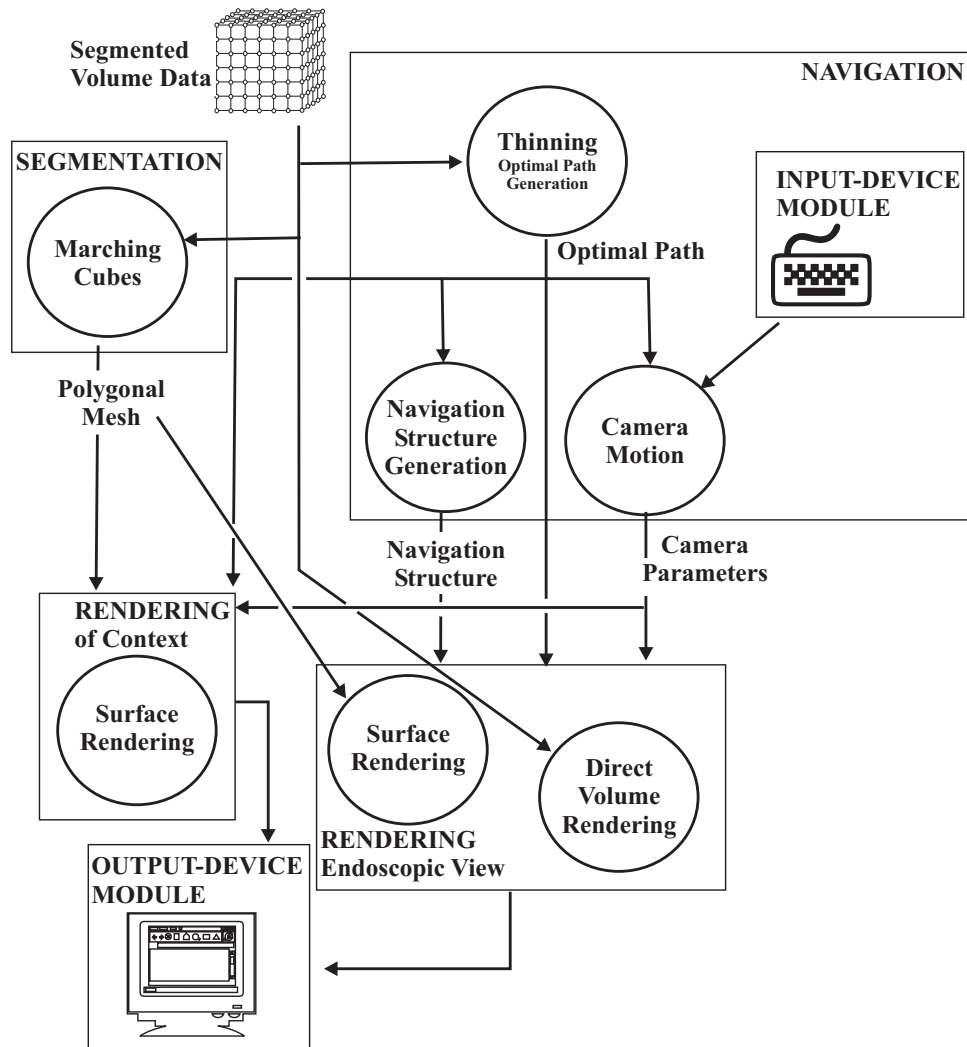 Segmented
Volume Data
NAVIGATION
Thinning
Optimal Path
Generation
SEGMENTATION
INPUT-DEVICE
MODULE
Marching
Cubes
Optimal Path
Polygonal
Mesh
Navigation
Structure
Generation
Camera
Motion
Navigation
Structure
Camera
Parameters
RENDERING
of Context
Surface
Rendering
Surface
Rendering
Direct
Volume
Rendering
RENDERING
Endoscopic View
OUTPUT-DEVICE
MODULE